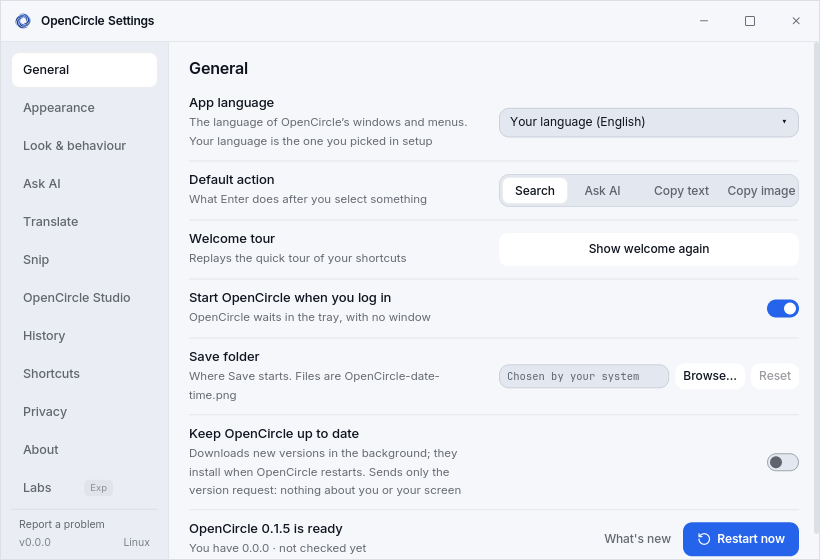 OpenCircle Settings
General
Appearance
Look & behaviour
Ask AI
Translate
Snip
OpenCircle Studio
History
Shortcuts
Privacy
About
Labs Exp
Report a problem
v0.0.0 Linux
General
App language
The language of OpenCircle's windows and menus.
Your language is the one you picked in setup
Your language (English)
Default action
What Enter does after you select something
Search Ask AI Copy text Copy image
Welcome tour
Replays the quick tour of your shortcuts
Show welcome again
Start OpenCircle when you log in
OpenCircle waits in the tray, with no window
Save folder
Where Save starts. Files are OpenCircle-date-
time.png
Chosen by your system Browse... Reset
Keep OpenCircle up to date
Downloads new versions in the background; they
install when OpenCircle restarts. Sends only the
version request: nothing about you or your screen
OpenCircle 0.1.5 is ready
You have 0.0.0 · not checked yet
What's new Restart now